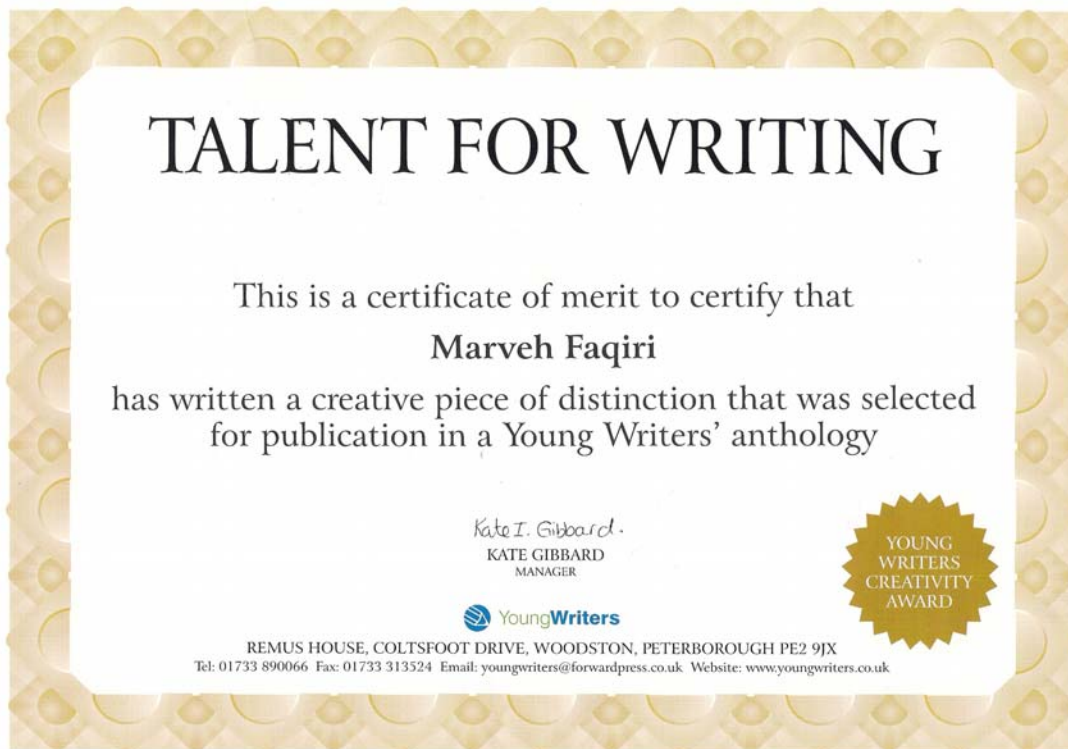 TALENT FOR WRITING
This is a certificate of merit to certify that
Marveh Faqiri
has written a creative piece of distinction that was selected
for publication in a Young Writers’ anthology
Kate I. Gibbard.
KATE GIBBARD
MANAGER
YOUNG
WRITERS
CREATIVITY
AWARD
YoungWriters
REMUS HOUSE, COLTSFOOT DRIVE, WOODSTON, PETERBOROUGH PE2 9JX
Tel: 01733 890066 Fax: 01733 313524 Email: youngwriters@forwardpress.co.uk Website: www.youngwriters.co.uk